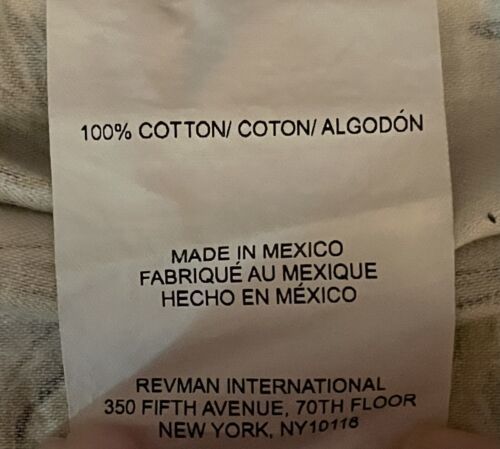 100% COTTON/ COTON/ ALGODÓN
MADE IN MEXICO
FABRIQUÉ AU MEXIQUE
HECHO EN MÉXICO
REVMAN INTERNATIONAL
350 FIFTH AVENUE, 70TH FLOOR
NEW YORK, NY10118